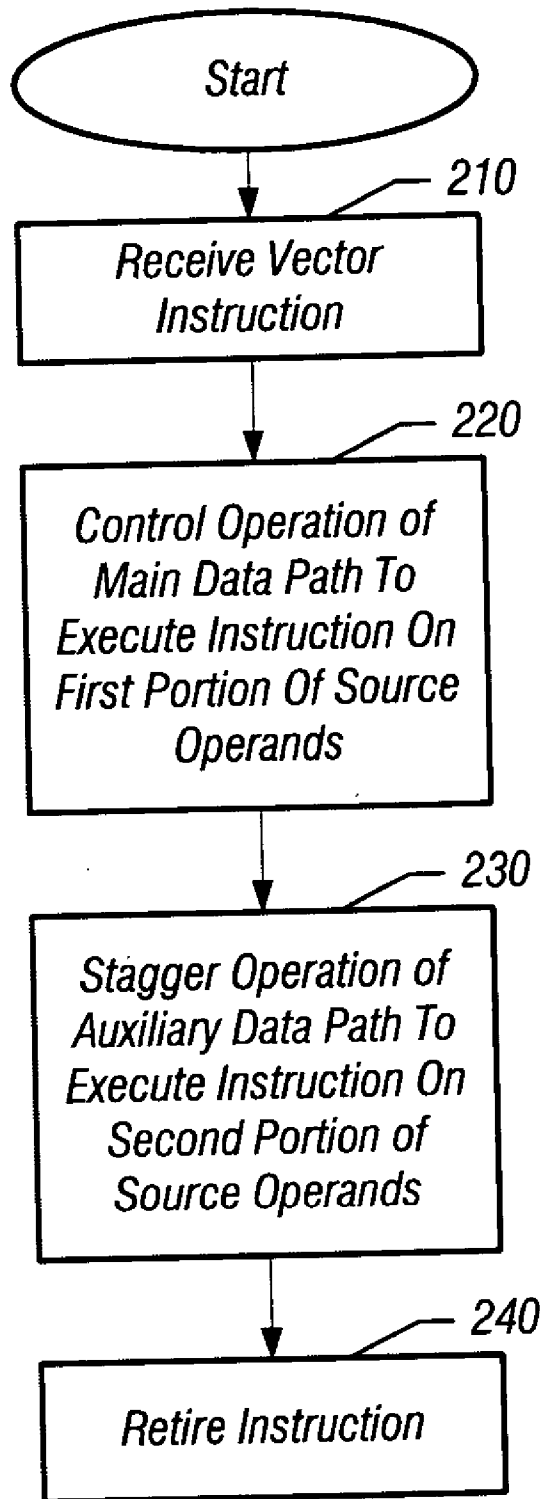 Start
210
Receive Vector
Instruction
220
Control Operation of
Main Data Path To
Execute Instruction On
First Portion Of Source
Operands
230
Stagger Operation of
Auxiliary Data Path To
Execute Instruction On
Second Portion of
Source Operands
240
Retire Instruction